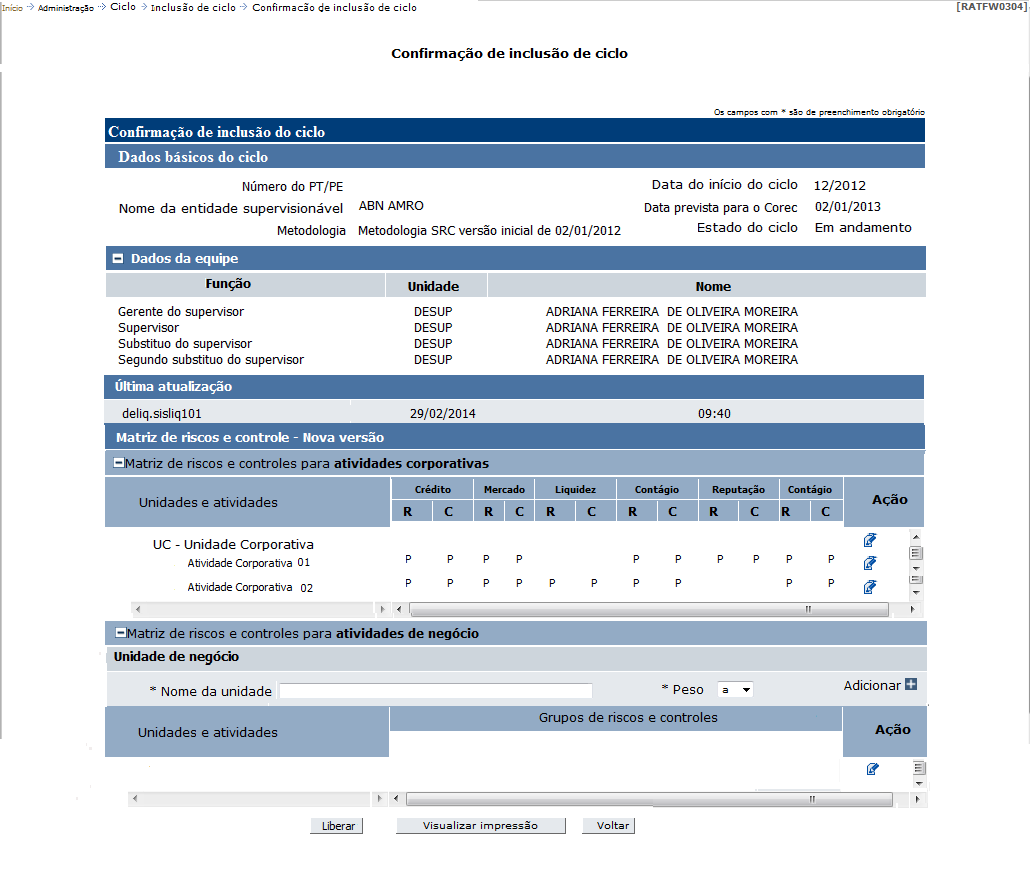 Início -> Administração -> Ciclo -> Inclusão de ciclo -> Confirmação de inclusão de ciclo [RATFW0304]
Confirmação de inclusão de ciclo
Os campos com * são de preenchimento obrigatório
Confirmação de inclusão do ciclo
Dados básicos do ciclo
Número do PT/PE Data do início do ciclo 12/2012
Nome da entidade supervisionável ABN AMRO Data prevista para o Corec 02/01/2013
Metodologia Metodologia SRC versão inicial de 02/01/2012 Estado do ciclo Em andamento
Dados da equipe
Função Unidade Nome
Gerente do supervisor DESUP ADRIANA FERREIRA DE OLIVEIRA MOREIRA
Supervisor DESUP ADRIANA FERREIRA DE OLIVEIRA MOREIRA
Substituo do supervisor DESUP ADRIANA FERREIRA DE OLIVEIRA MOREIRA
Segundo substituo do supervisor DESUP ADRIANA FERREIRA DE OLIVEIRA MOREIRA
Última atualização
deliq.sisliq101 29/02/2014 09:40
Matriz de riscos e controle - Nova versão
Matriz de riscos e controles para atividades corporativas
Unidades e atividades Crédito Mercado Liquidez Contágio Reputação Contágio Ação
R C R C R C R C R C R C
UC - Unidade Corporativa
Atividade Corporativa 01 P P P P P P P P P P
Atividade Corporativa 02 P P P P P P P P P P
Matriz de riscos e controles para atividades de negócio
Unidade de negócio
* Nome da unidade * Peso a Adicionar
Unidades e atividades Grupos de riscos e controles Ação
Liberar Visualizar impressão Voltar